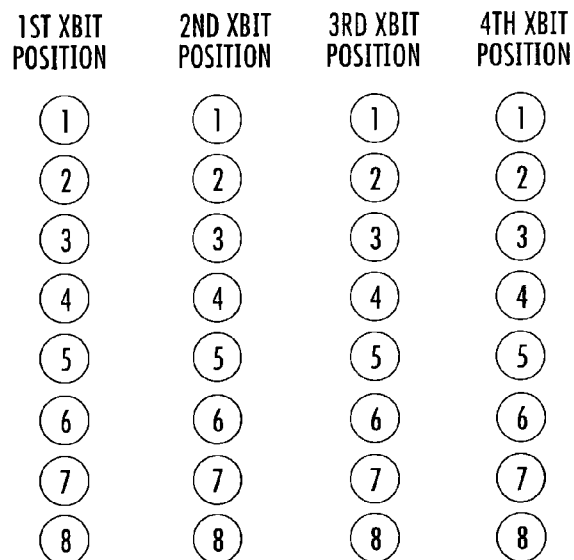 1ST XBIT POSITION 2ND XBIT POSITION 3RD XBIT POSITION 4TH XBIT POSITION
1 1 1 1
2 2 2 2
3 3 3 3
4 4 4 4
5 5 5 5
6 6 6 6
7 7 7 7
8 8 8 8